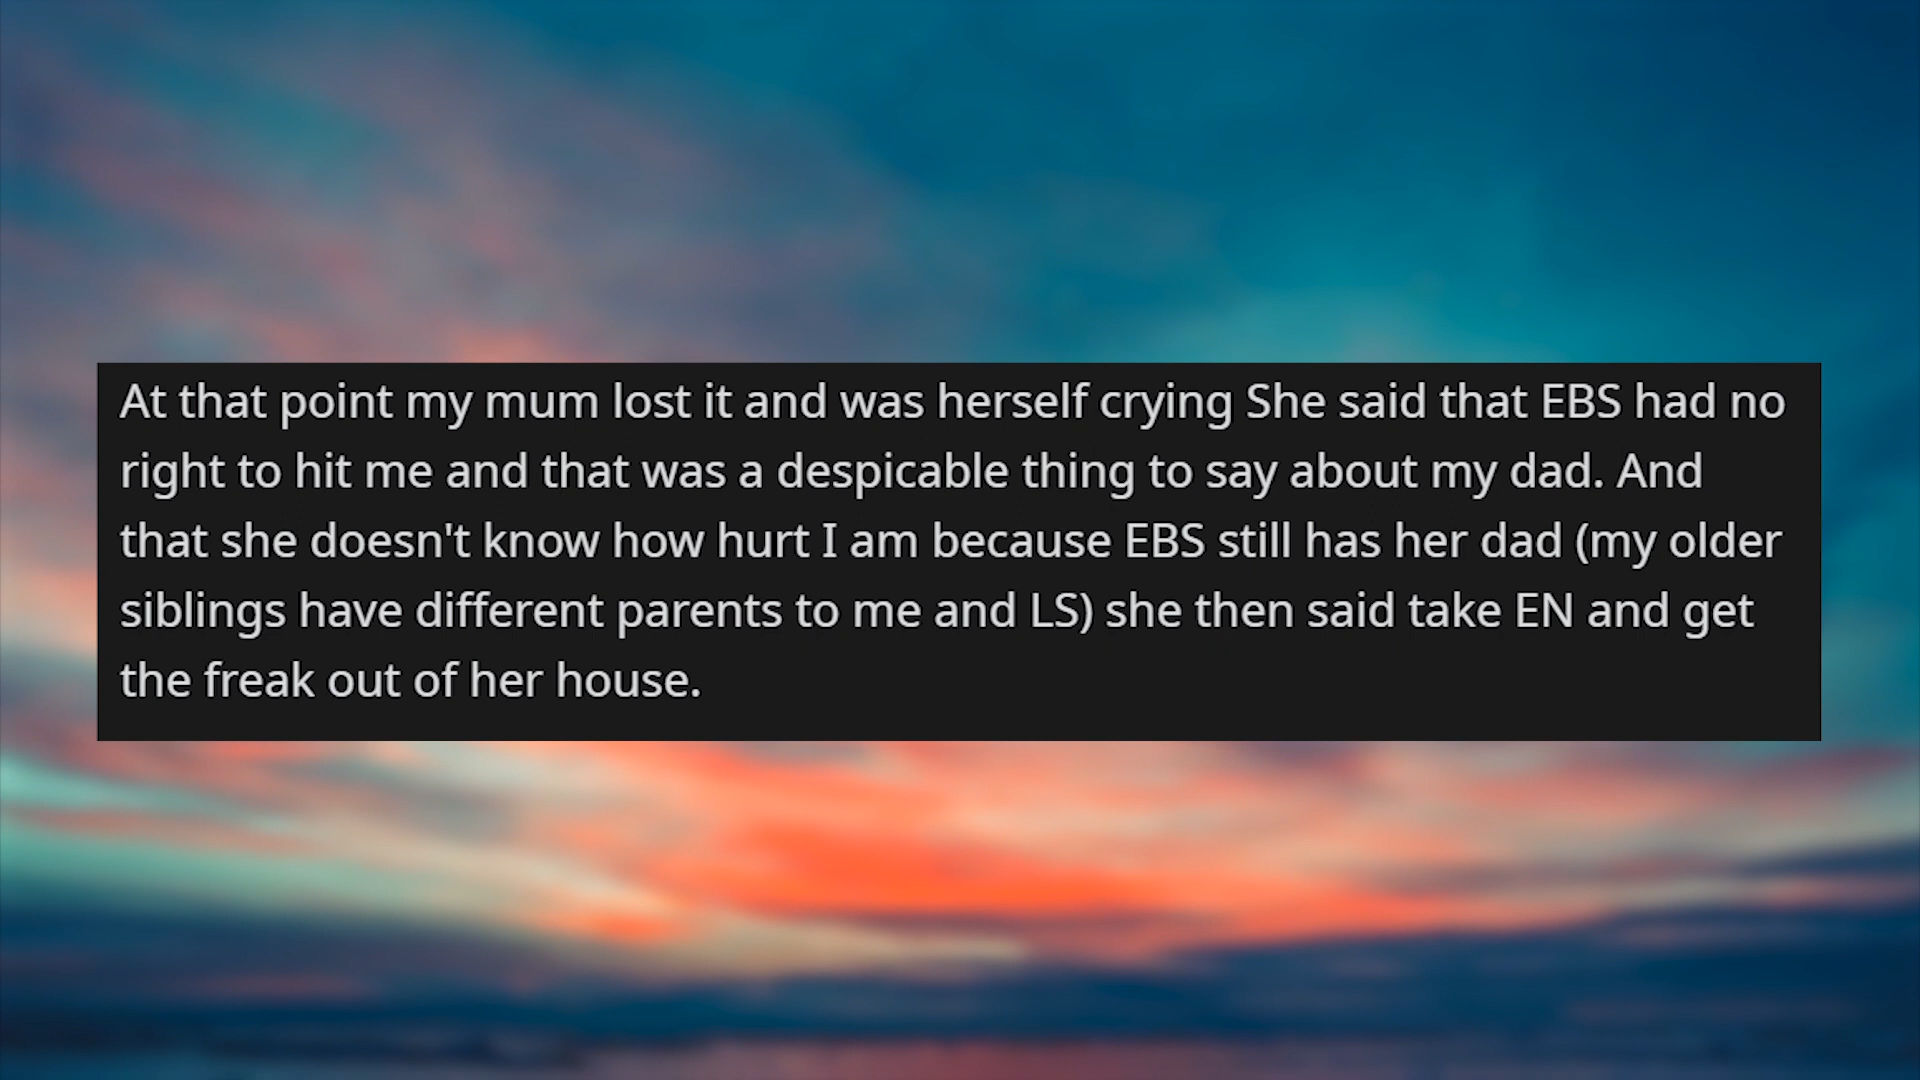 At that point my mum lost it and was herself crying She said that EBS had no
right to hit me and that was a despicable thing to say about my dad. And
that she doesn't know how hurt I am because EBS still has her dad (my older
siblings have different parents to me and LS) she then said take EN and get
the freak out of her house.